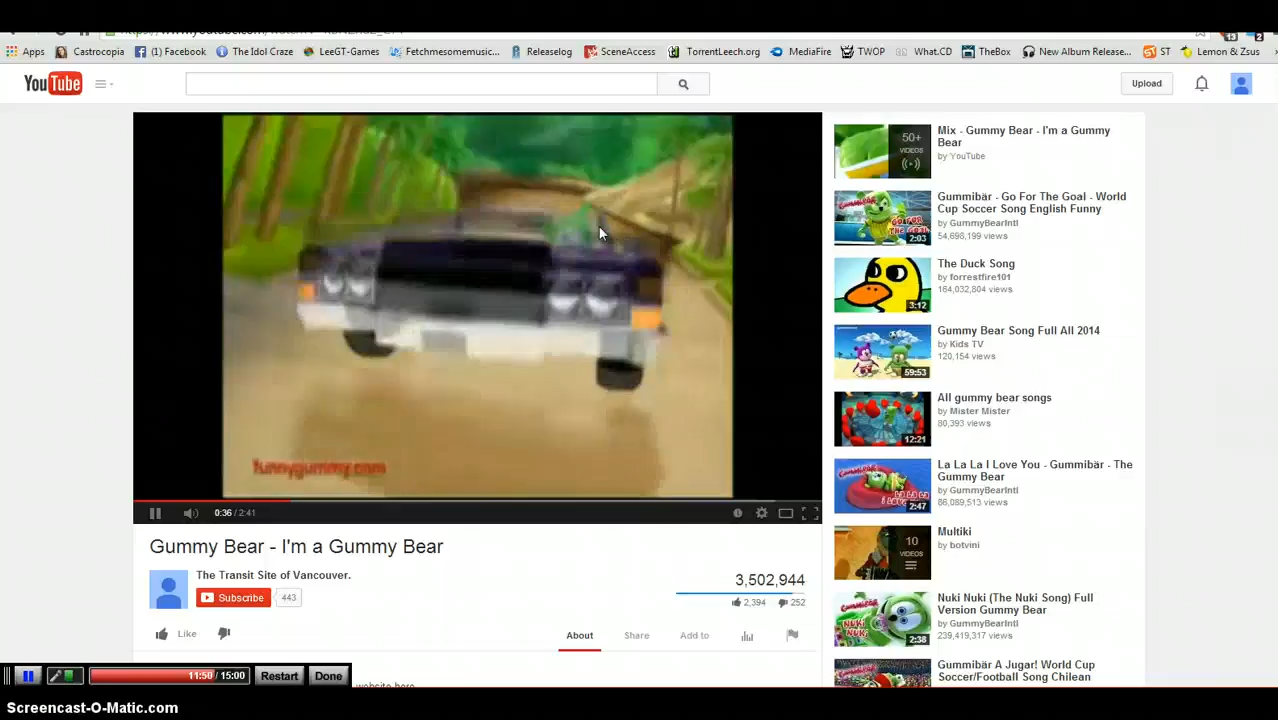 Apps Castrocopia (1) Facebook The Idol Craze LeeGT-Games Fetchmesomemusic... Releaselog SceneAccess TorrentLeech.org MediaFire TWOP What.CD TheBox New Album Release... ST Lemon & Zsus
YouTube
Upload
funnygummy.com
0:36 / 2:41
Gummy Bear - I'm a Gummy Bear
The Transit Site of Vancouver.
Subscribe 443
3,502,944
2,394 252
Like
About Share Add to
website here
50+
VIDEOS
Mix - Gummy Bear - I'm a Gummy
Bear
by YouTube
2:03
Gummibär - Go For The Goal - World
Cup Soccer Song English Funny
by GummyBearIntl
54,698,199 views
3:12
The Duck Song
by forrestfire101
184,032,804 views
59:53
Gummy Bear Song Full All 2014
by Kids TV
120,154 views
12:21
All gummy bear songs
by Mister Mister
80,393 views
2:47
La La La I Love You - Gummibär - The
Gummy Bear
by GummyBearIntl
86,089,513 views
10
VIDEOS
Multiki
by botvini
NUKI
NUKI
2:38
Nuki Nuki (The Nuki Song) Full
Version Gummy Bear
by GummyBearIntl
239,419,317 views
Gummibär A Jugar! World Cup
Soccer/Football Song Chilean
11:50 / 15:00 Restart Done
Screencast-O-Matic.com